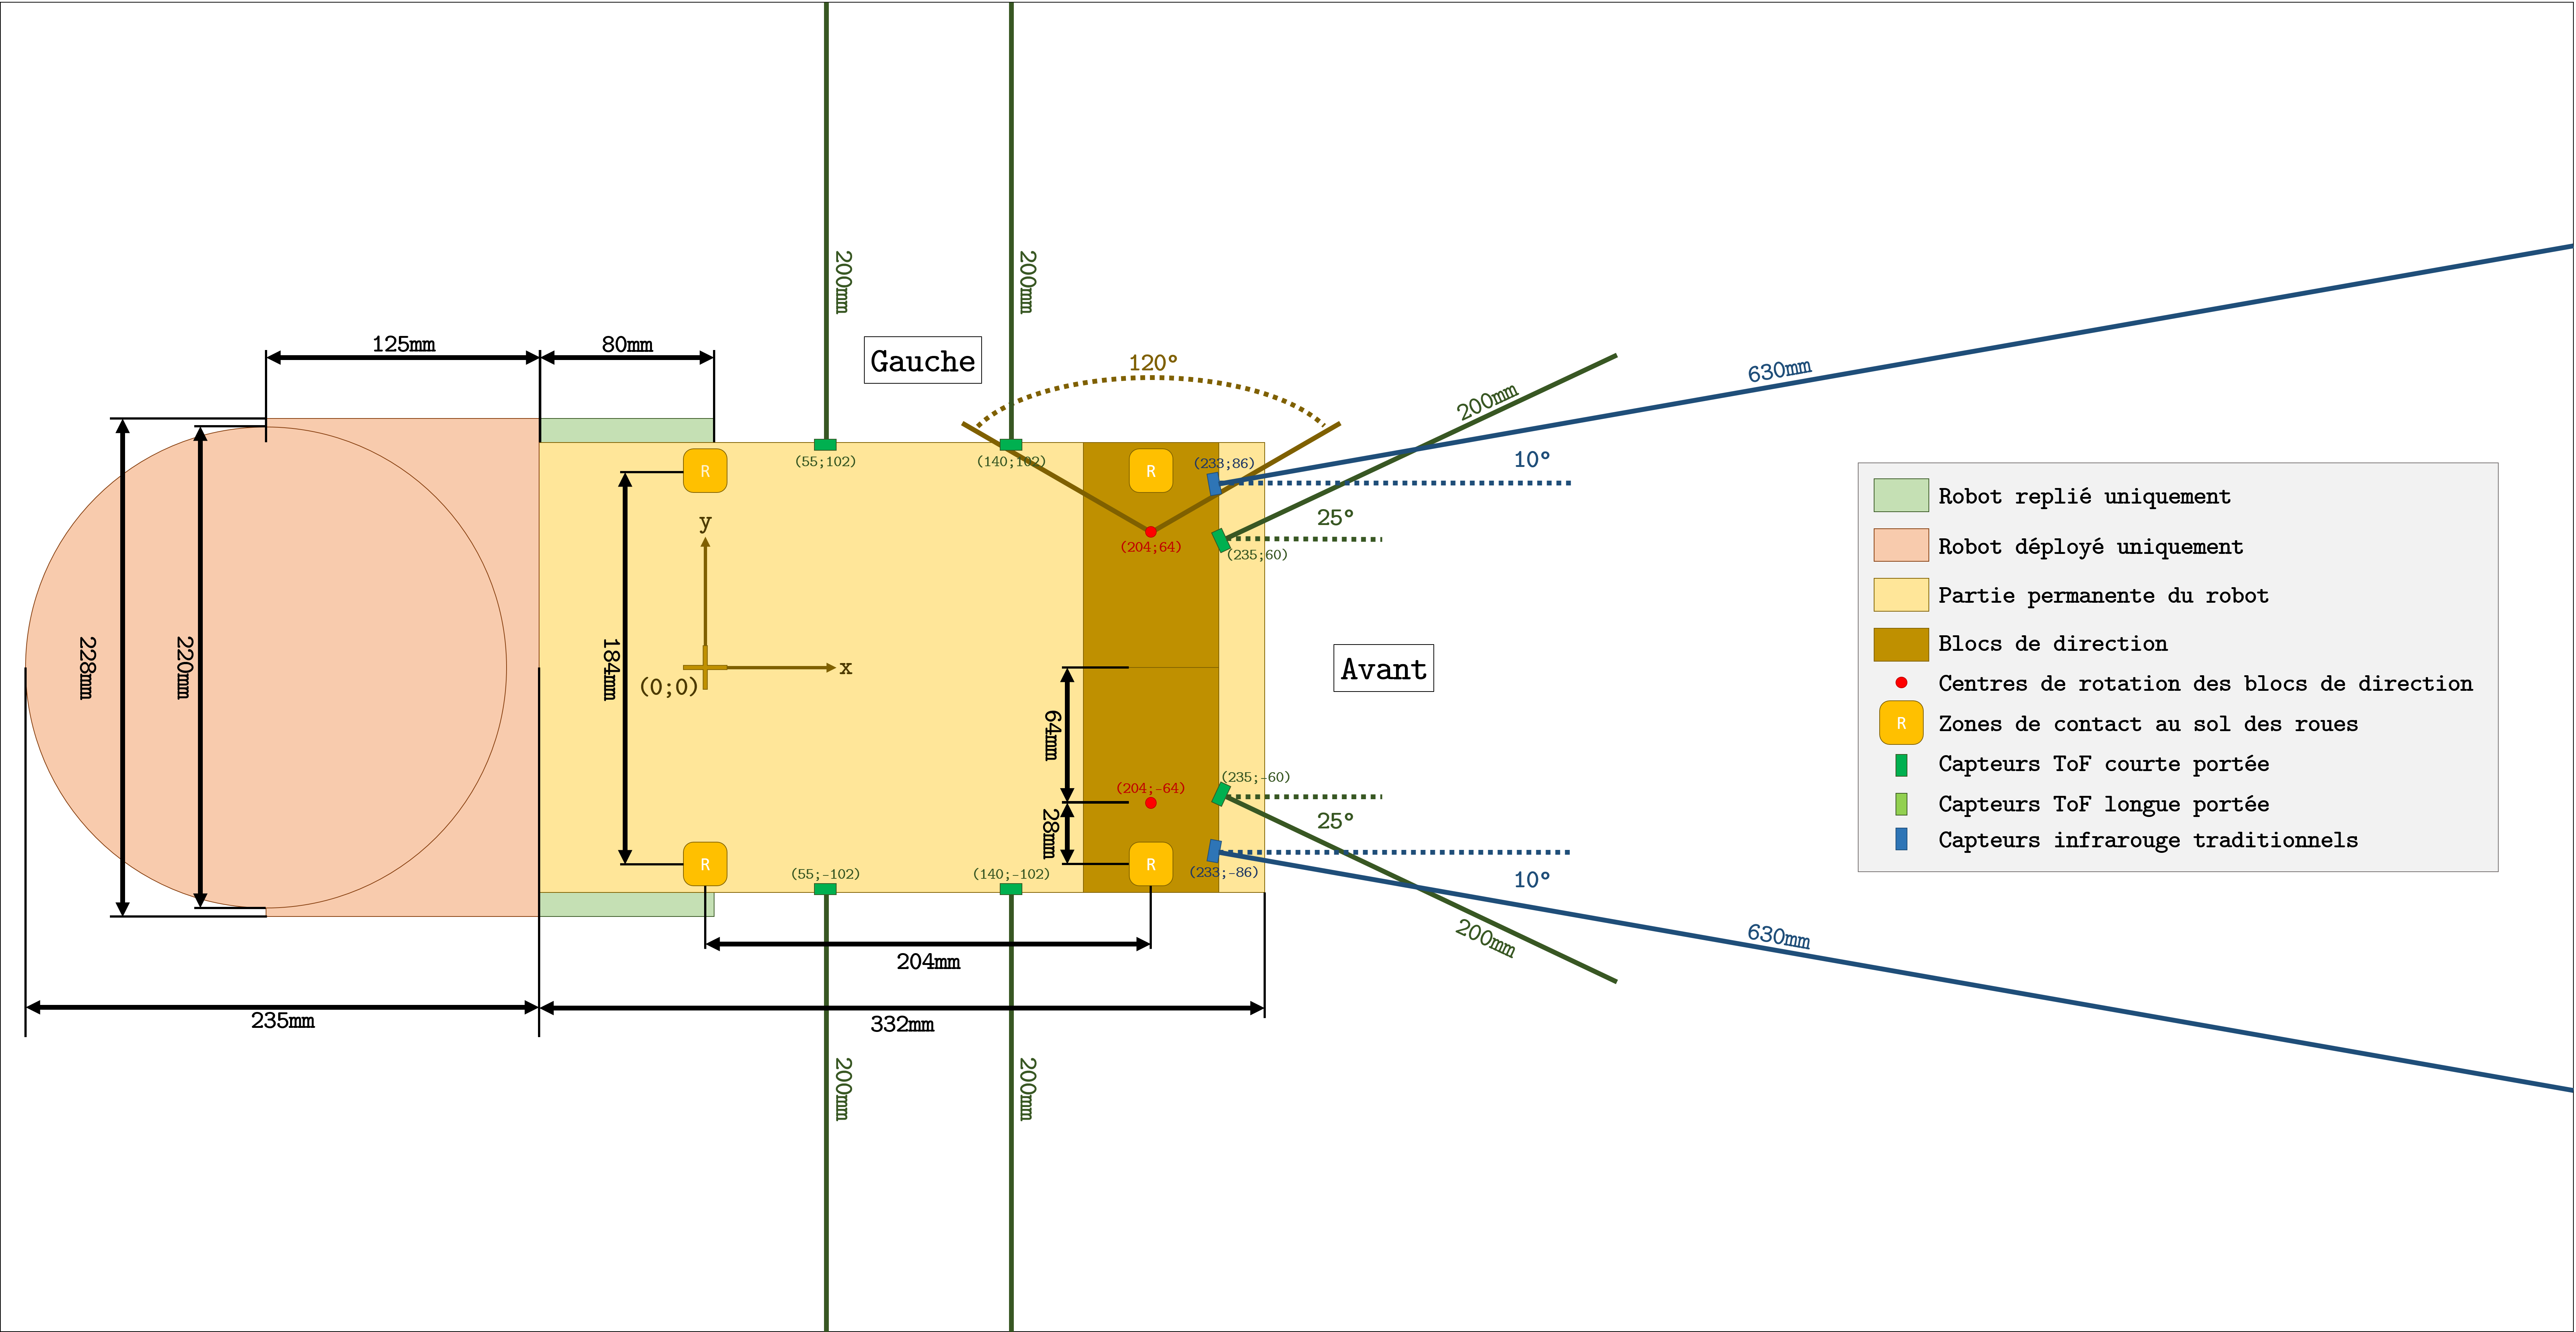 200mm
200mm
630mm
125mm
80mm
Gauche
120°
200mm
10°
R
(55;102)
(140;102)
R
(233;86)
25°
(204;64)
(235;60)
y
228mm
220mm
184mm
x
(0;0)
Avant
64mm
(235;-60)
(204;-64)
28mm
25°
R
(55;-102)
(140;-102)
R
(233;-86)
10°
200mm
630mm
204mm
235mm
332mm
200mm
200mm
Robot replié uniquement
Robot déployé uniquement
Partie permanente du robot
Blocs de direction
Centres de rotation des blocs de direction
R
Zones de contact au sol des roues
Capteurs ToF courte portée
Capteurs ToF longue portée
Capteurs infrarouge traditionnels